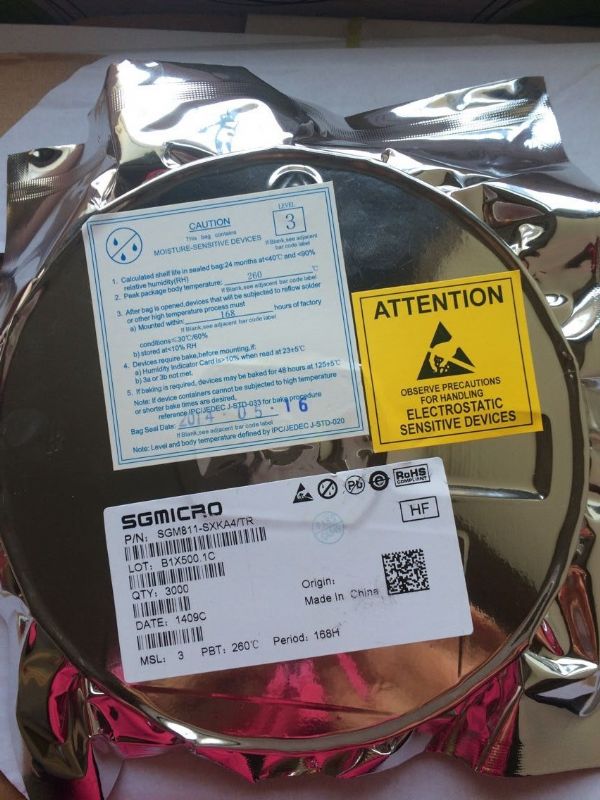 CAUTION
This bag contains
MOISTURE-SENSITIVE DEVICES
LEVEL
3
If Blank,see adjacent
bar code label
1. Calculated shelf life in sealed bag:24 months at<40°C and <90%
relative humidity(RH)
2. Peak package body temperature: 260 °C
If Blank,see adjacent bar code label
3. After bag is opened,devices that will be subjected to reflow solder
or other high temperature process must
a) Mounted within 168 hours of factory
If Blank,see adjacent bar code label
conditions≤30°C/60%
b) stored at<10% RH
4. Devices require bake,before mounting,if:
a) Humidity Indicator Card is>10% when read at 23±5°C
b) 3a or 3b not met.
5. If baking is required, devices may be baked for 48 hours at 125±5°C
Note: If device containers cannot be subjected to high temperature
or shorter bake times are desired,
reference IPC/JEDEC J-STD-033 for bake procedure
Bag Seal Date: 2014.05.16
If Blank,see adjacent bar code label
Note: Level and body temperature defined by IPC/JEDEC J-STD-020
ATTENTION
OBSERVE PRECAUTIONS
FOR HANDLING
ELECTROSTATIC
SENSITIVE DEVICES
SGMICRO
Pb
e
RoHS
COMPLIANT
HF
P/N: SGM811-SXKA4/TR
LOT: B1X500.1C
QTY: 3000
DATE: 1409C
Origin:
Made In China
MSL: 3 PBT: 260℃ Period: 168H